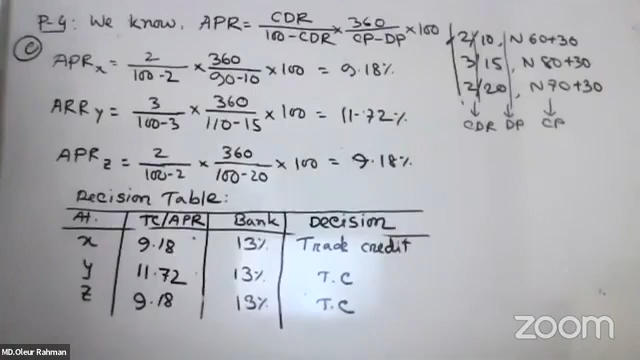 P-9: We know, APR = CDR/100-CDR × 360/CP-DP × 100
2/10, N 60+30
3/15, N 80+30
2/20, N 70+30
CDR DP CP
(c)
APRx = 2/100-2 × 360/90-10 × 100 = 9.18%
ARRy = 3/100-3 × 360/110-15 × 100 = 11.72%
APRz = 2/100-2 × 360/100-20 × 100 = 9.18%
Decision Table:
At. | TC/APR | Bank | Decision
x | 9.18 | 13% | Trade credit
y | 11.72 | 13% | T.C
z | 9.18 | 13% | T.C
zoom
MD.Oleur Rahman